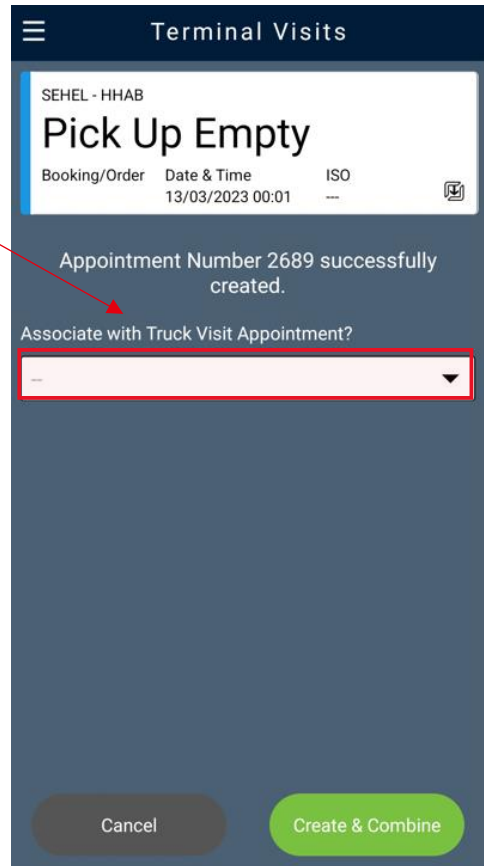 Terminal Visits
SEHEL - HHAB
Pick Up Empty
Booking/Order Date & Time ISO
13/03/2023 00:01 ---
Appointment Number 2689 successfully
created.
Associate with Truck Visit Appointment?
--
Cancel Create & Combine